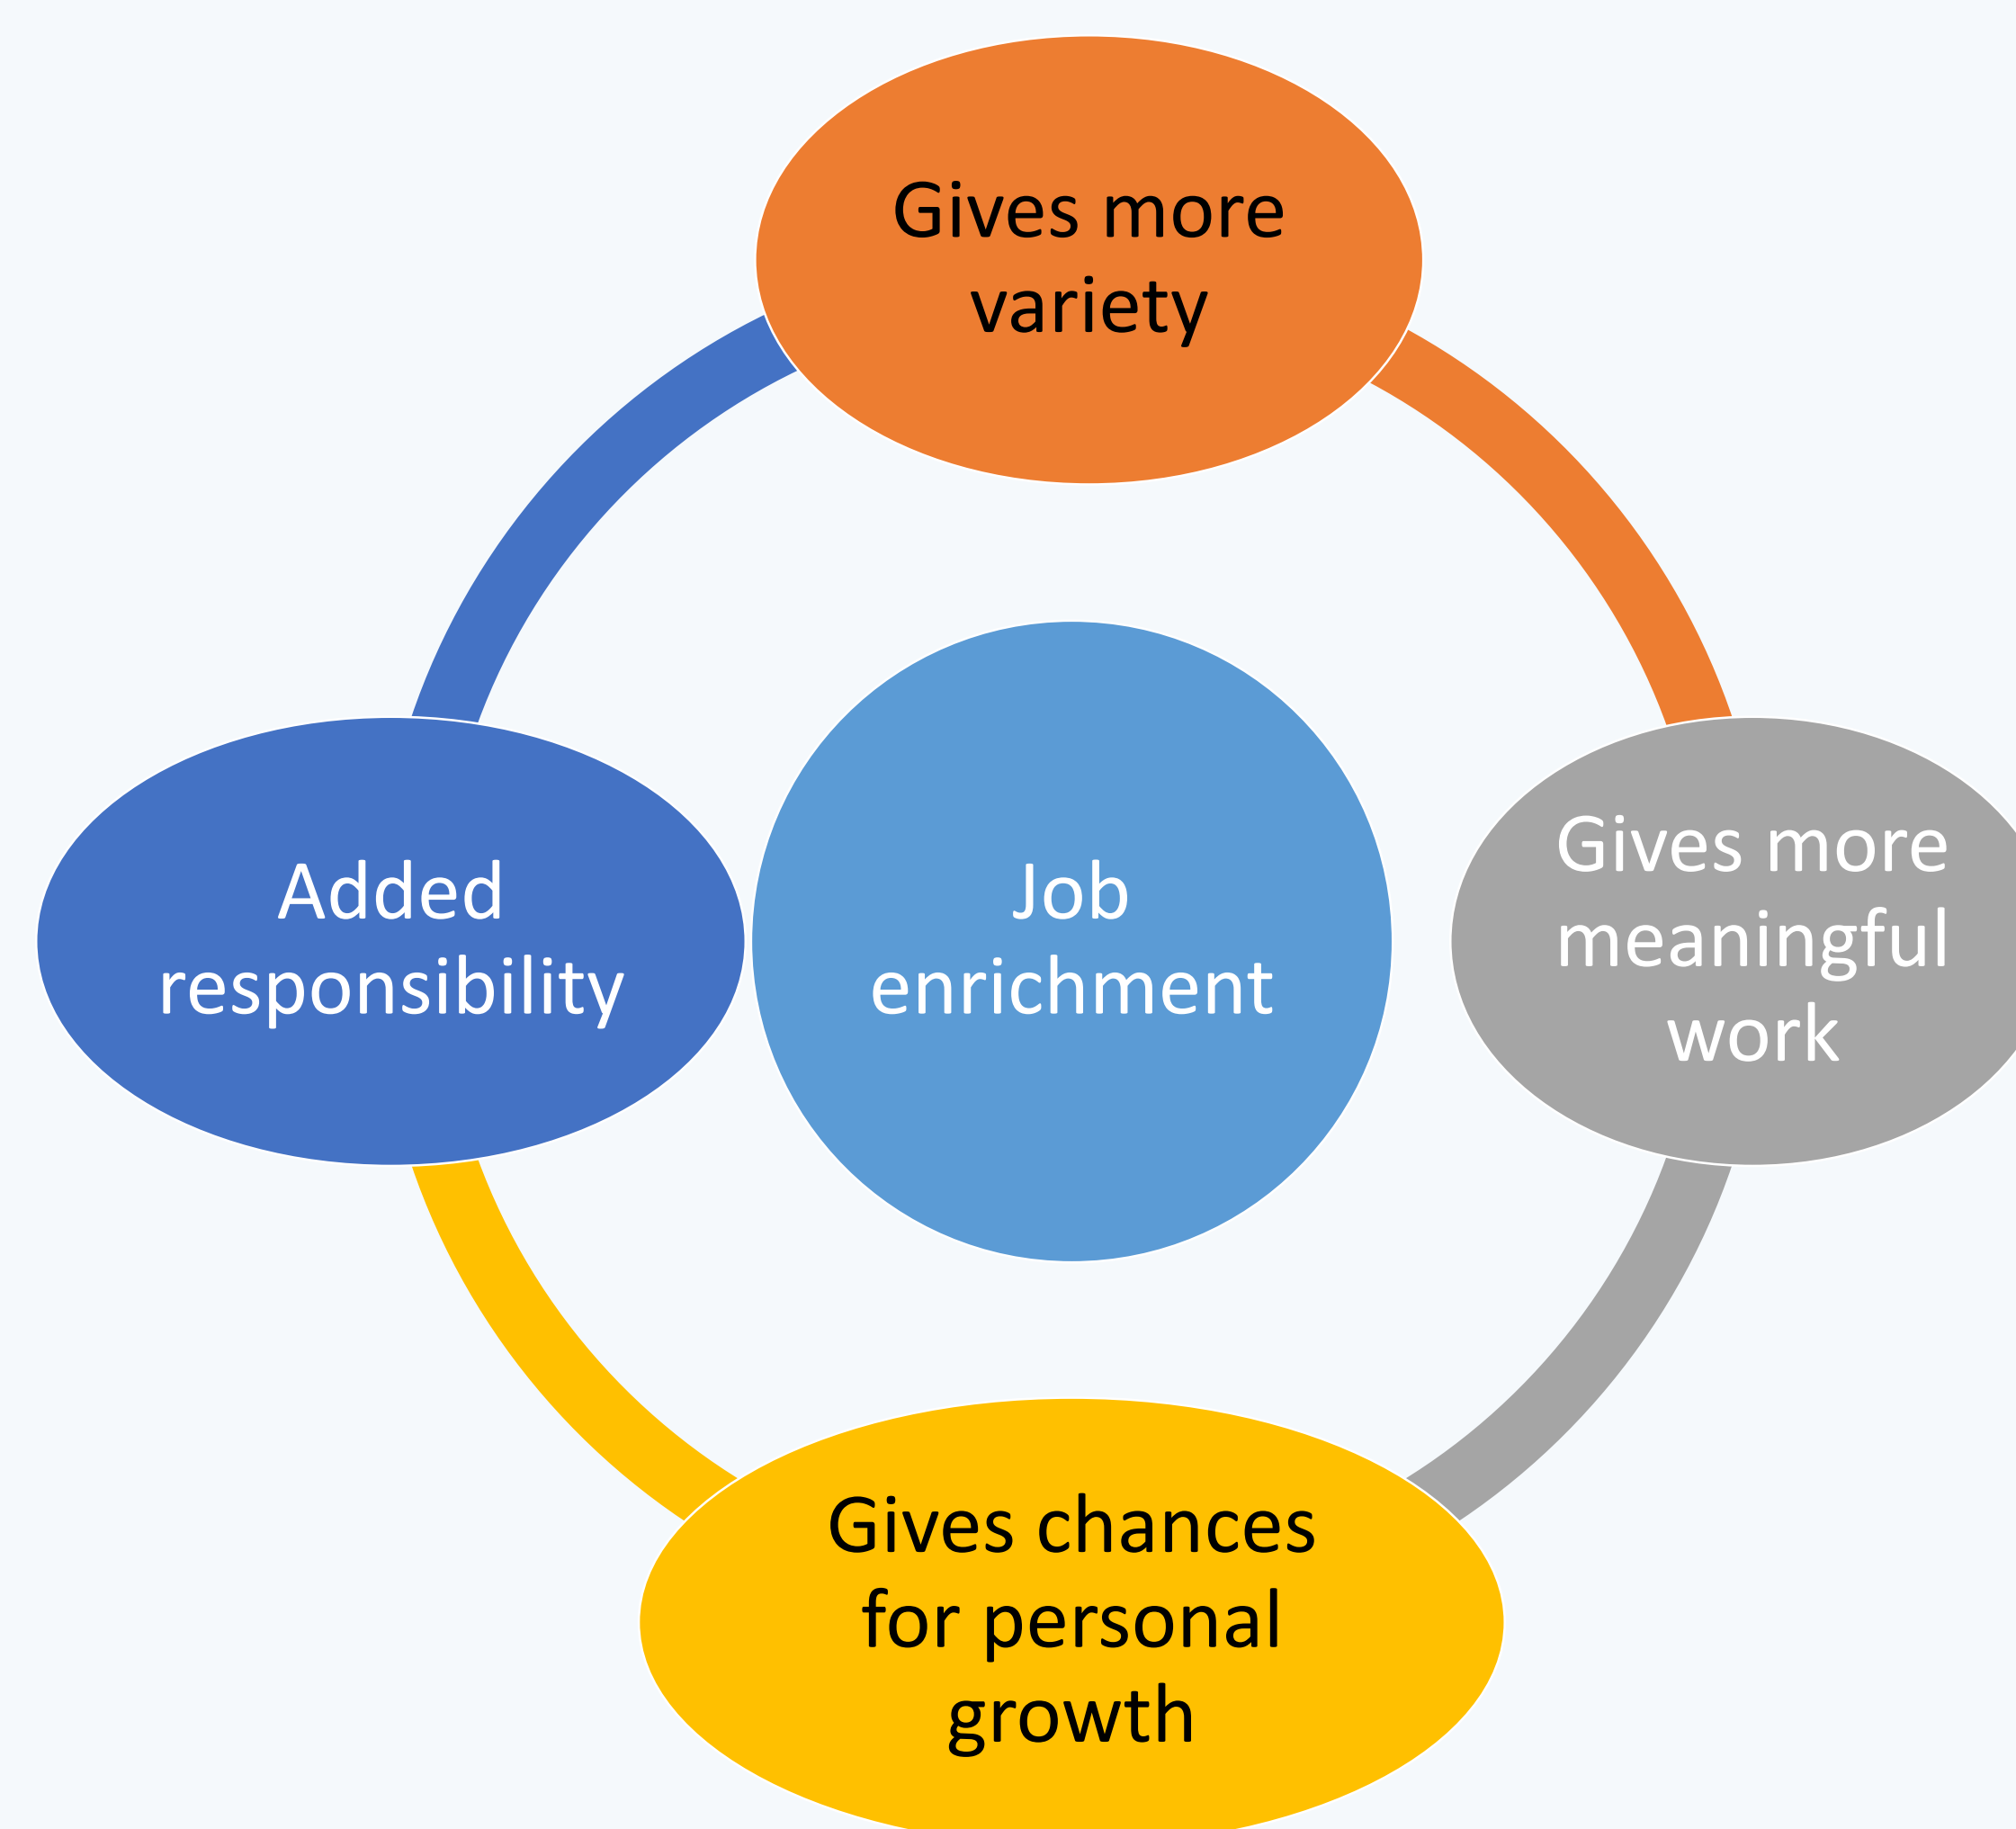 Gives more
variety
Added
responsibility
Job
enrichment
Gives more
meaningful
work
Gives chances
for personal
growth